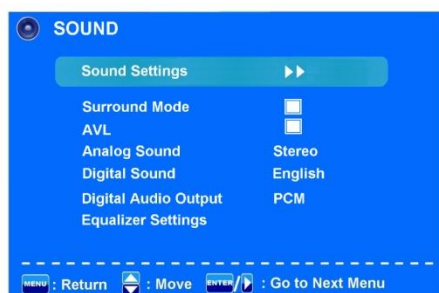 SOUND
Sound Settings
Surround Mode
AVL
Analog Sound Stereo
Digital Sound English
Digital Audio Output PCM
Equalizer Settings
MENU : Return : Move ENTER / : Go to Next Menu